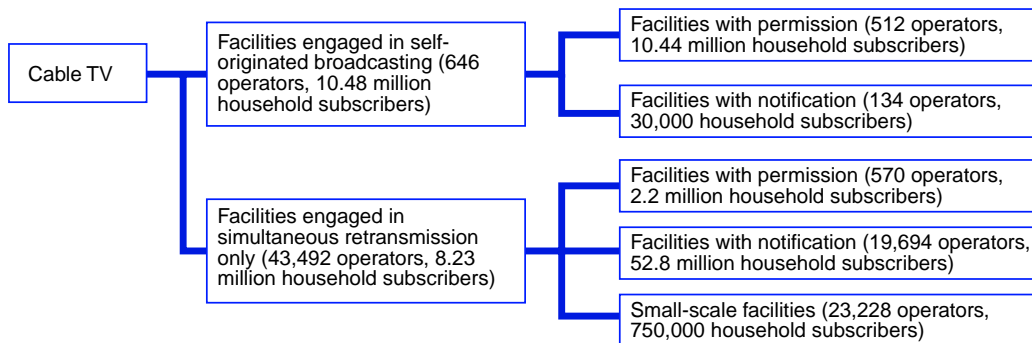 Cable TV
Facilities engaged in self-
originated broadcasting (646
operators, 10.48 million
household subscribers)
Facilities with permission (512 operators,
10.44 million household subscribers)
Facilities with notification (134 operators,
30,000 household subscribers)
Facilities engaged in
simultaneous retransmission
only (43,492 operators, 8.23
million household subscribers)
Facilities with permission (570 operators,
2.2 million household subscribers)
Facilities with notification (19,694 operators,
52.8 million household subscribers)
Small-scale facilities (23,228 operators,
750,000 household subscribers)